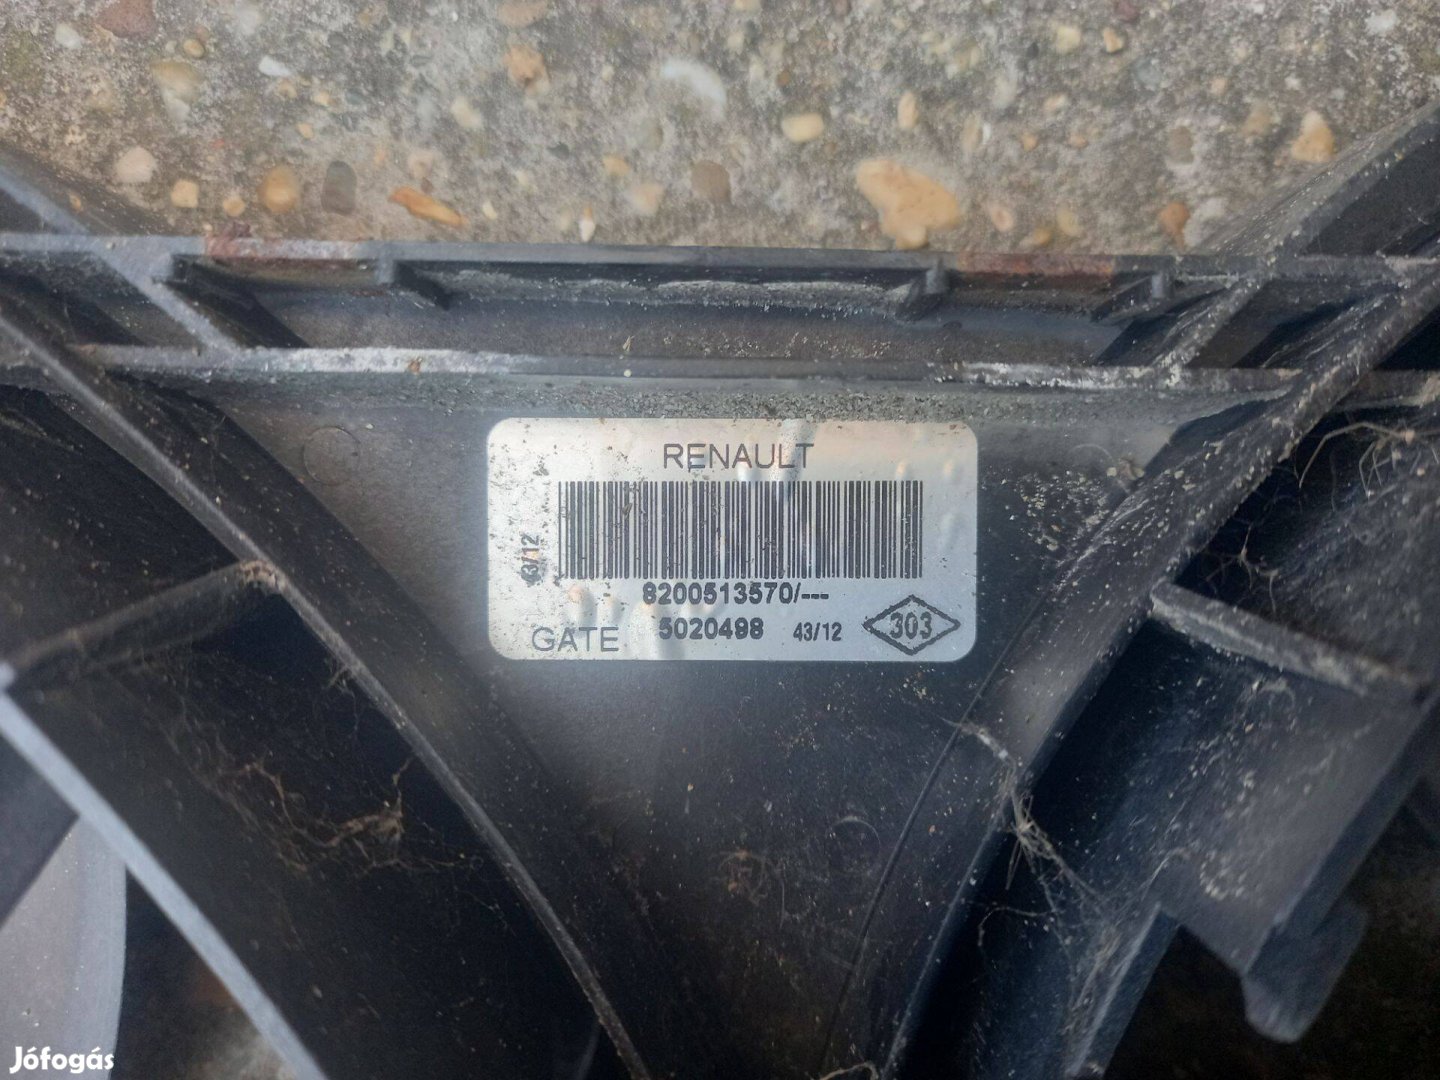 RENAULT
43/12
8200513570/---
GATE 5020498 43/12 303
Jófogás